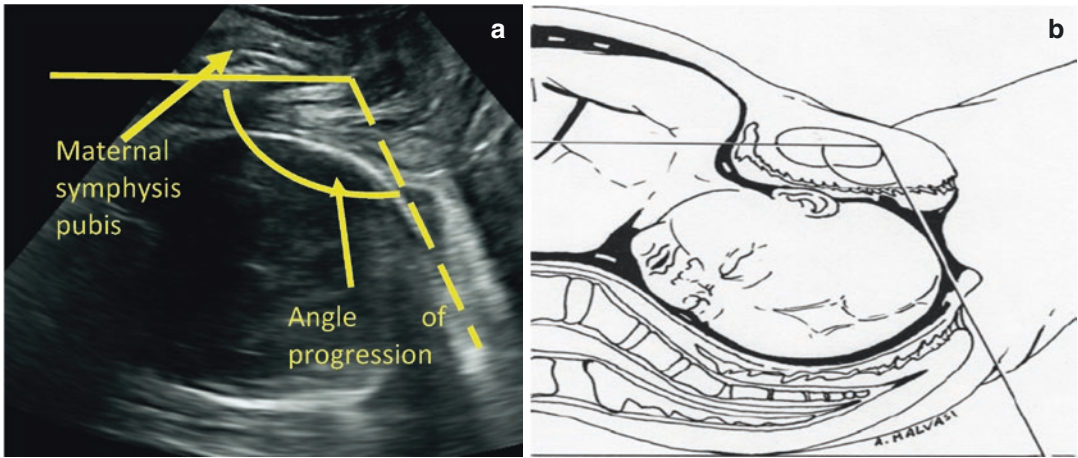 a
Maternal
symphysis
pubis
Angle of
progression
b
A. MALVASI